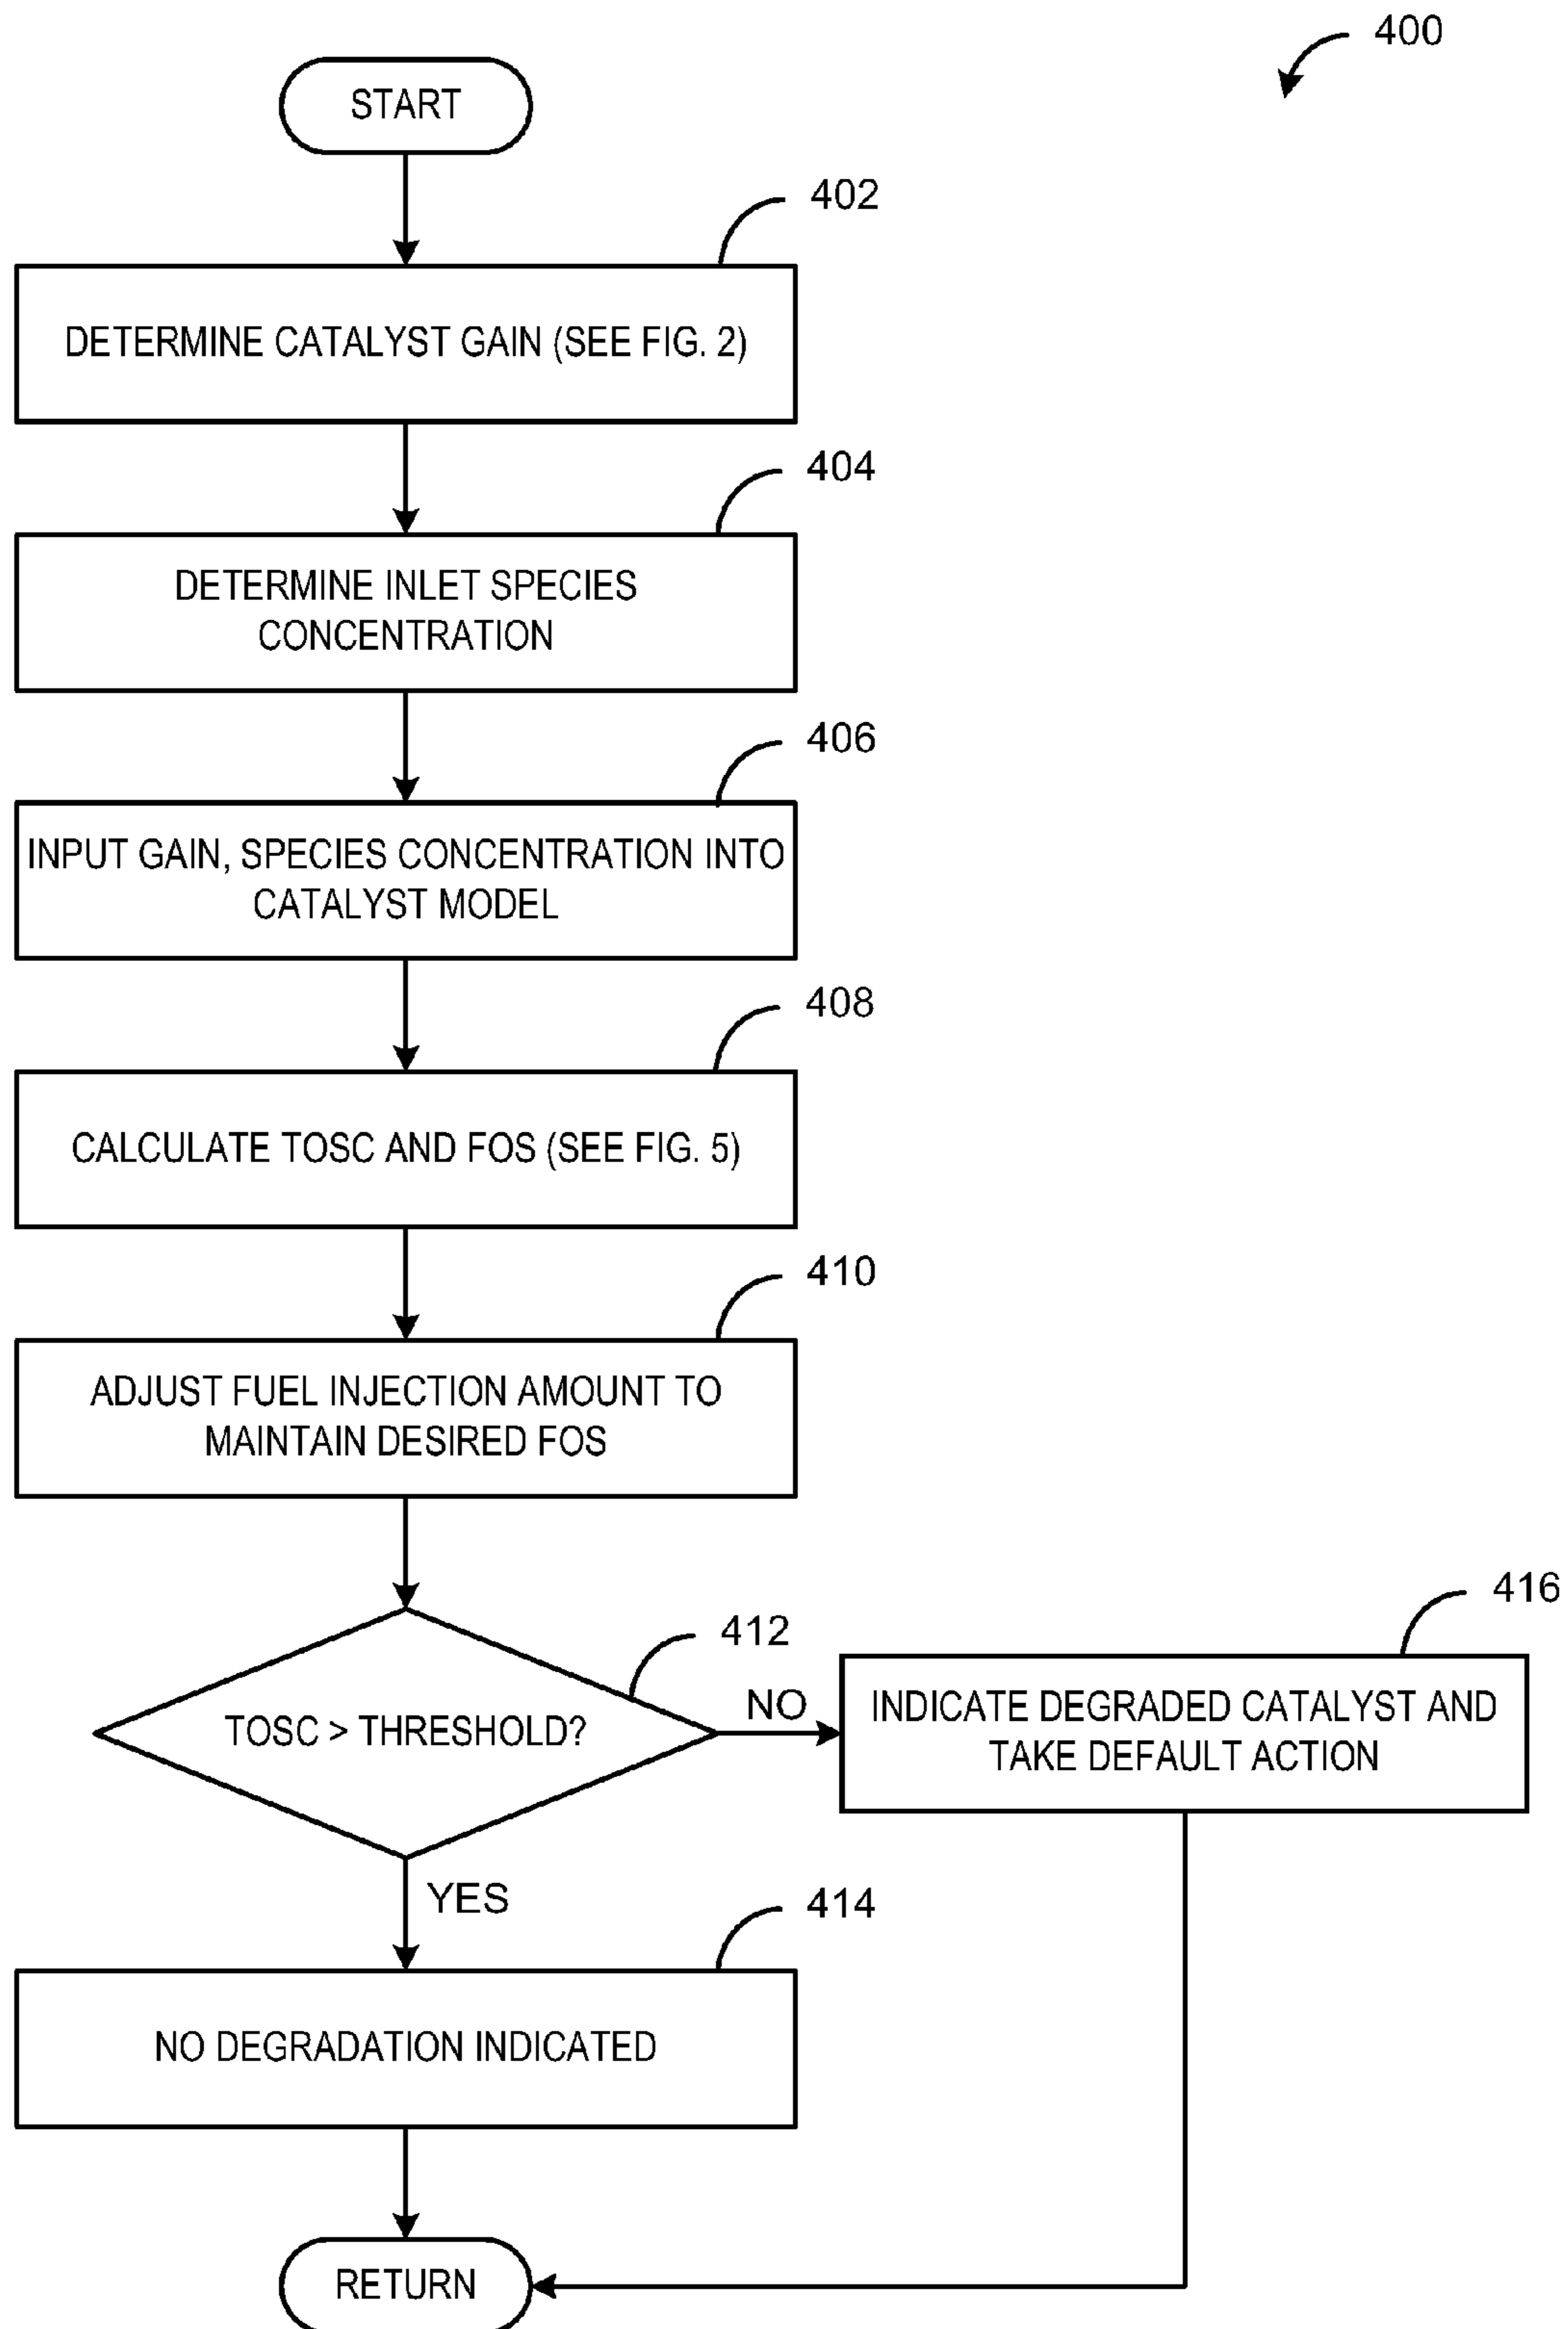 400
START
402
DETERMINE CATALYST GAIN (SEE FIG. 2)
404
DETERMINE INLET SPECIES
CONCENTRATION
406
INPUT GAIN, SPECIES CONCENTRATION INTO
CATALYST MODEL
408
CALCULATE TOSC AND FOS (SEE FIG. 5)
410
ADJUST FUEL INJECTION AMOUNT TO
MAINTAIN DESIRED FOS
412
TOSC > THRESHOLD?
NO
416
INDICATE DEGRADED CATALYST AND
TAKE DEFAULT ACTION
YES
414
NO DEGRADATION INDICATED
RETURN